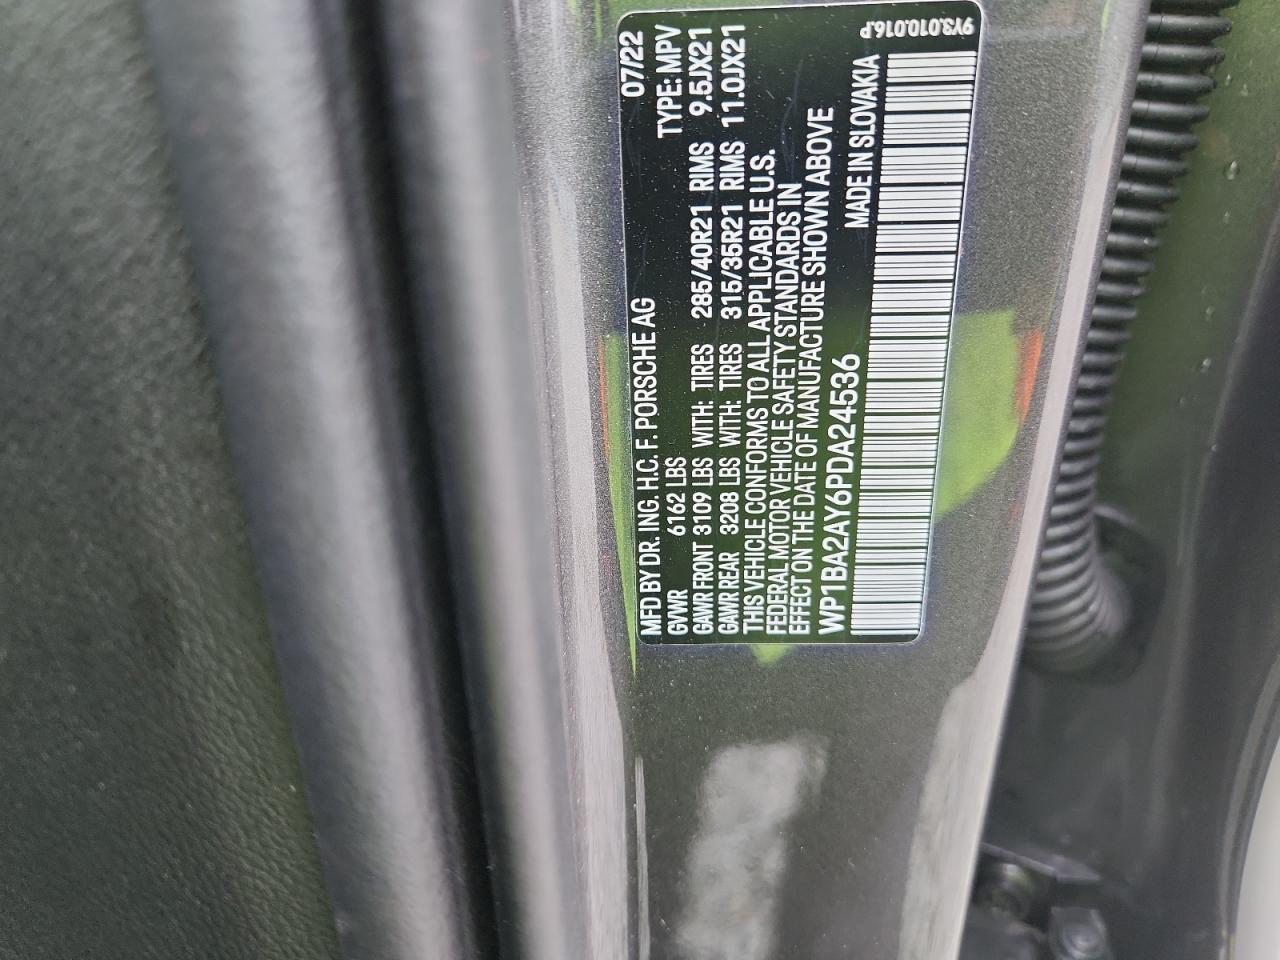 MFD BY DR. ING. H.C. F. PORSCHE AG 07/22
GVWR 6162 LBS TYPE: MPV
GAWR FRONT 3109 LBS WITH: TIRES 285/40R21 RIMS 9.5JX21
GAWR REAR 3208 LBS WITH: TIRES 315/35R21 RIMS 11.0JX21
THIS VEHICLE CONFORMS TO ALL APPLICABLE U.S.
FEDERAL MOTOR VEHICLE SAFETY STANDARDS IN
EFFECT ON THE DATE OF MANUFACTURE SHOWN ABOVE
WP1BA2AY6PDA24536 MADE IN SLOVAKIA
9Y3.010.016.P